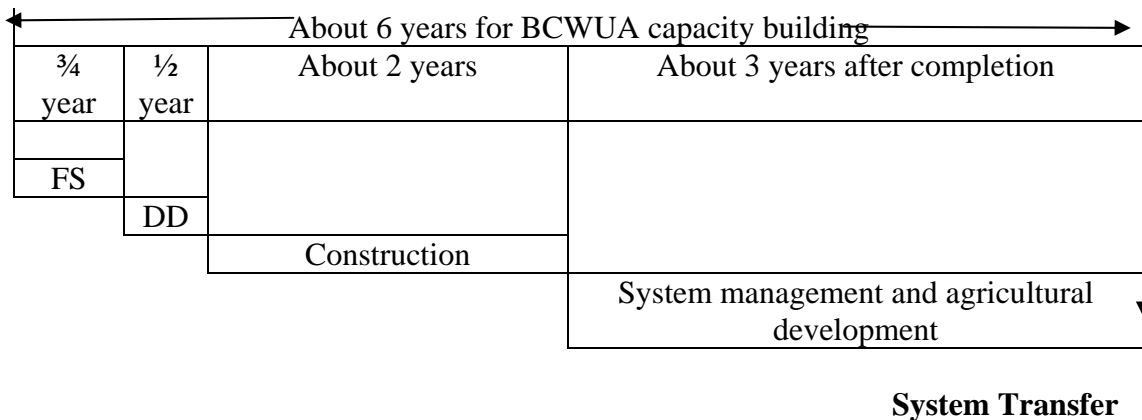 About 6 years for BCWUA capacity building
¾
year
½
year
About 2 years
About 3 years after completion
FS
DD
Construction
System management and agricultural
development
System Transfer